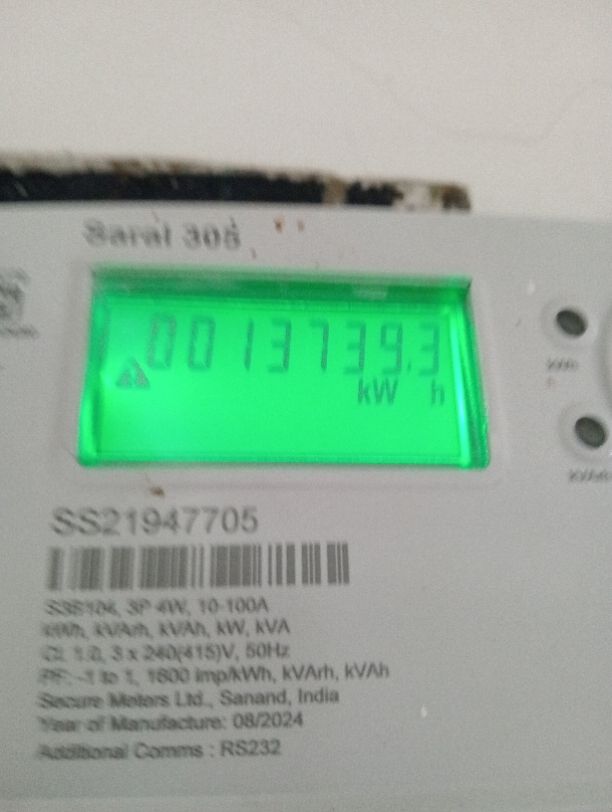 Saral 305
0013739.3
kW h
kWh
kVArh
SS21947705
S3S104, 3P 4W, 10-100A
kWh, kVArh, kVAh, kW, kVA
Cl. 1.0, 3 x 240(415)V, 50Hz
PF: -1 to 1, 1600 imp/kWh, kVArh, kVAh
Secure Meters Ltd., Sanand, India
Year of Manufacture: 08/2024
Additional Comms : RS232